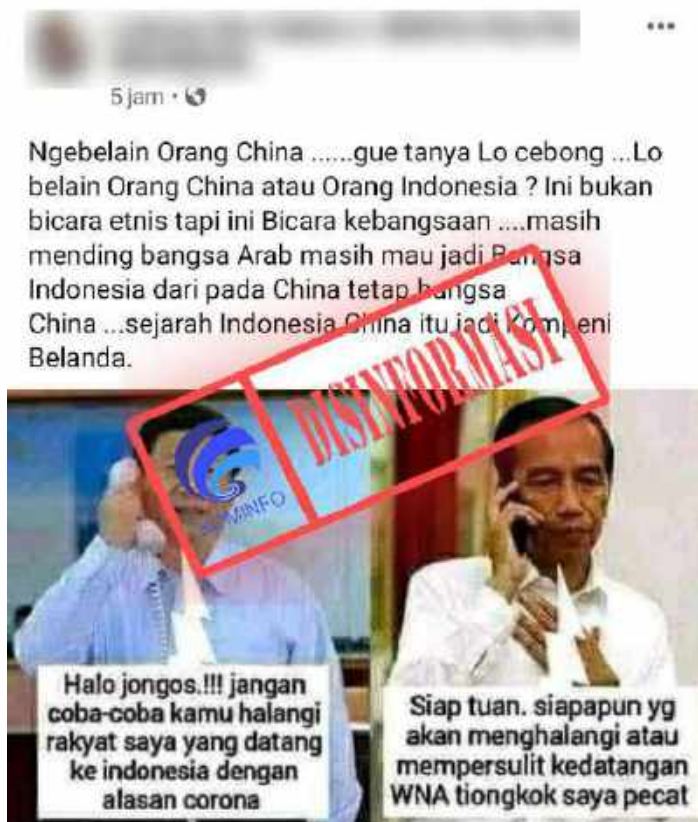 5 jam
Ngebelain Orang China ......gue tanya Lo cebong ...Lo
belain Orang China atau Orang Indonesia ? Ini bukan
bicara etnis tapi ini Bicara kebangsaan ....masih
mending bangsa Arab masih mau jadi Bangsa
Indonesia dari pada China tetap bangsa
China ...sejarah Indonesia China itu jadi Kompeni
Belanda.
DISINFORMASI
KOMINFO
Halo jongos.!!! jangan
coba-coba kamu halangi
rakyat saya yang datang
ke indonesia dengan
alasan corona
Siap tuan. siapapun yg
akan menghalangi atau
mempersulit kedatangan
WNA tiongkok saya pecat